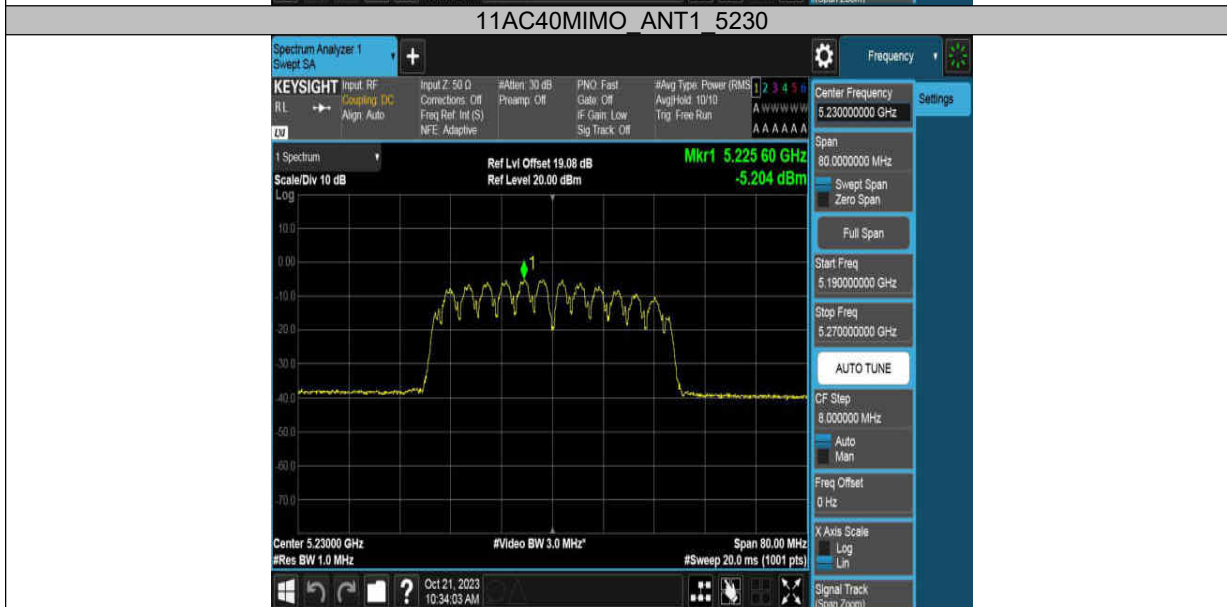 11AC40MIMO_ANT1_5230
Spectrum Analyzer 1
Swept SA
Frequency
KEYSIGHT
RL
LXI
Input: RF
Coupling: DC
Align: Auto
Input Z: 50 Ω
Corrections: Off
Freq Ref: Int (S)
NFE: Adaptive
#Atten: 30 dB
Preamp: Off
PNO: Fast
Gate: Off
IF Gain: Low
Sig Track: Off
#Avg Type: Power (RMS
Avg|Hold: 10/10
Trig: Free Run
1 2 3 4 5 6
A W W W W W
A A A A A A
Center Frequency
5.230000000 GHz
Settings
1 Spectrum
Scale/Div 10 dB
Log
Ref Lvl Offset 19.08 dB
Ref Level 20.00 dBm
Mkr1 5.225 60 GHz
-5.204 dBm
Span
80.0000000 MHz
Swept Span
Zero Span
Full Span
Start Freq
5.190000000 GHz
Stop Freq
5.270000000 GHz
AUTO TUNE
CF Step
8.000000 MHz
Auto
Man
Freq Offset
0 Hz
X Axis Scale
Log
Lin
Signal Track
(Span Zoom)
10.0
0.00
-10.0
-20.0
-30.0
-40.0
-50.0
-60.0
-70.0
1
Center 5.23000 GHz
#Res BW 1.0 MHz
#Video BW 3.0 MHz*
Span 80.00 MHz
#Sweep 20.0 ms (1001 pts)
?
Oct 21, 2023
10:34:03 AM